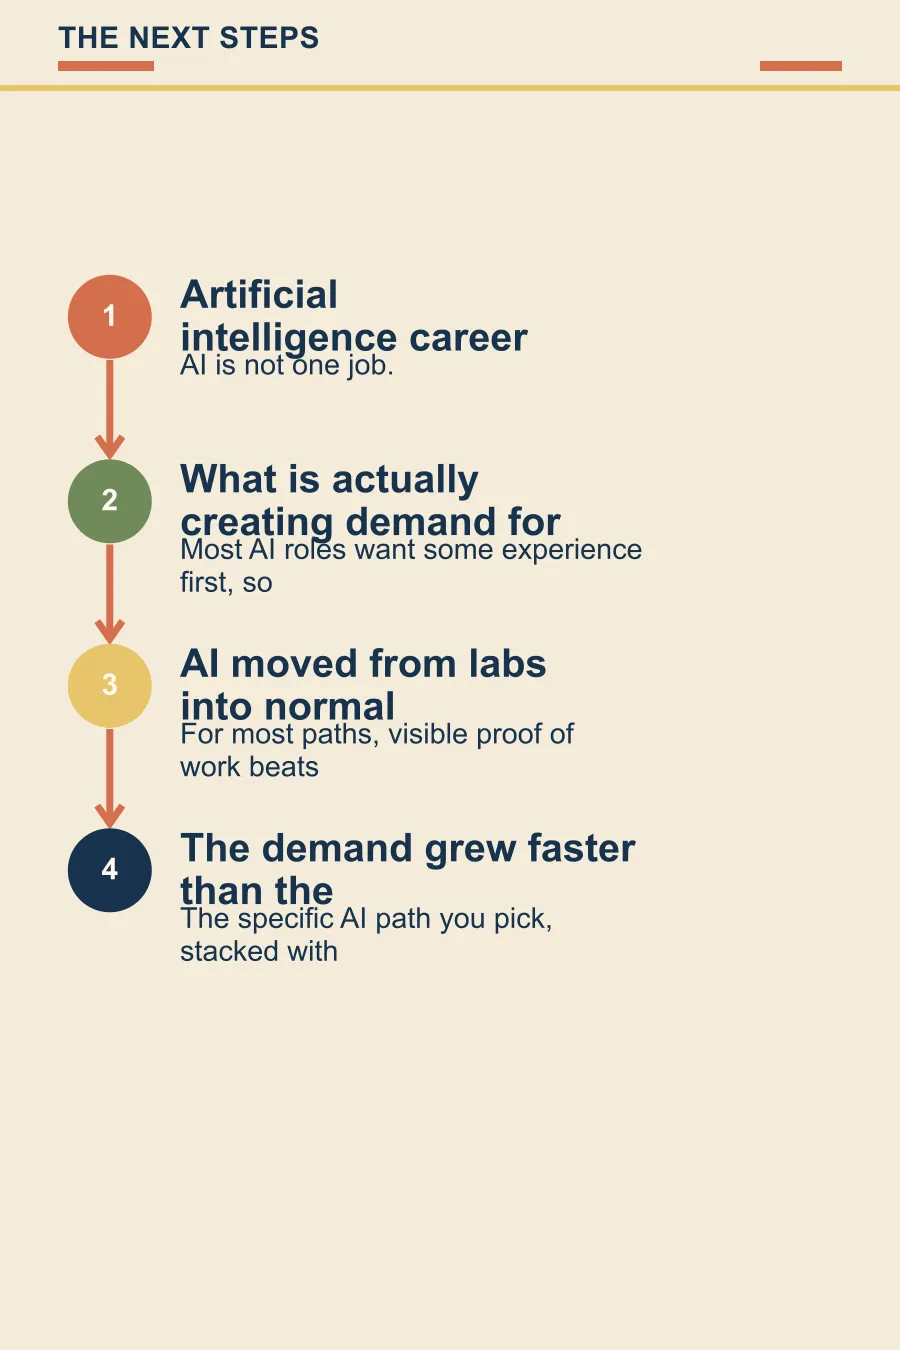 THE NEXT STEPS
1
Artificial
intelligence career
AI is not one job.
2
What is actually
creating demand for
Most AI roles want some experience
first, so
3
AI moved from labs
into normal
For most paths, visible proof of
work beats
4
The demand grew faster
than the
The specific AI path you pick,
stacked with